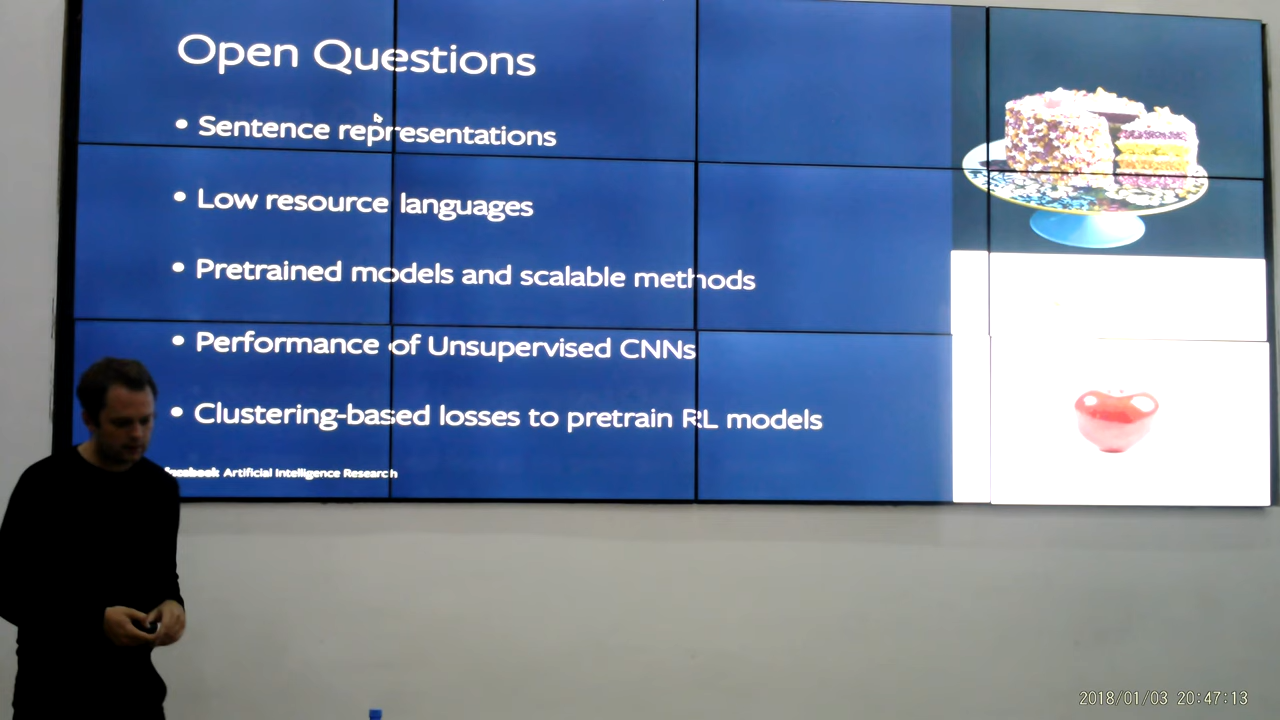 Open Questions
• Sentence representations
• Low resource languages
• Pretrained models and scalable methods
• Performance of Unsupervised CNNs
• Clustering-based losses to pretrain RL models
facebook Artificial Intelligence Research
2018/01/03 20:47:13